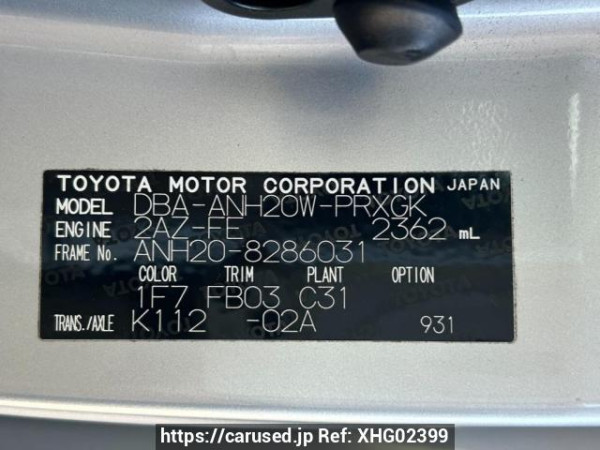 TOYOTA MOTOR CORPORATION JAPAN
MODEL DBA-ANH20W-PRXGK
ENGINE 2AZ-FE 2362 mL
FRAME No. ANH20-8286031
COLOR TRIM PLANT OPTION
1F7 FB03 C31
TRANS./AXLE K112 -02A 931
https://carused.jp Ref: XHG02399